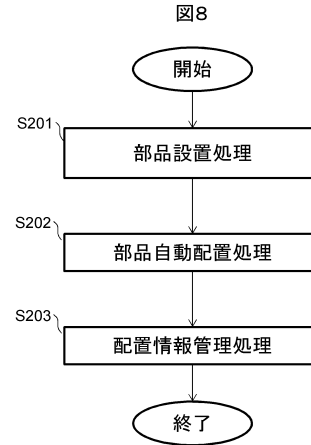 図8
開始
S201
部品設置処理
S202
部品自動配置処理
S203
配置情報管理処理
終了